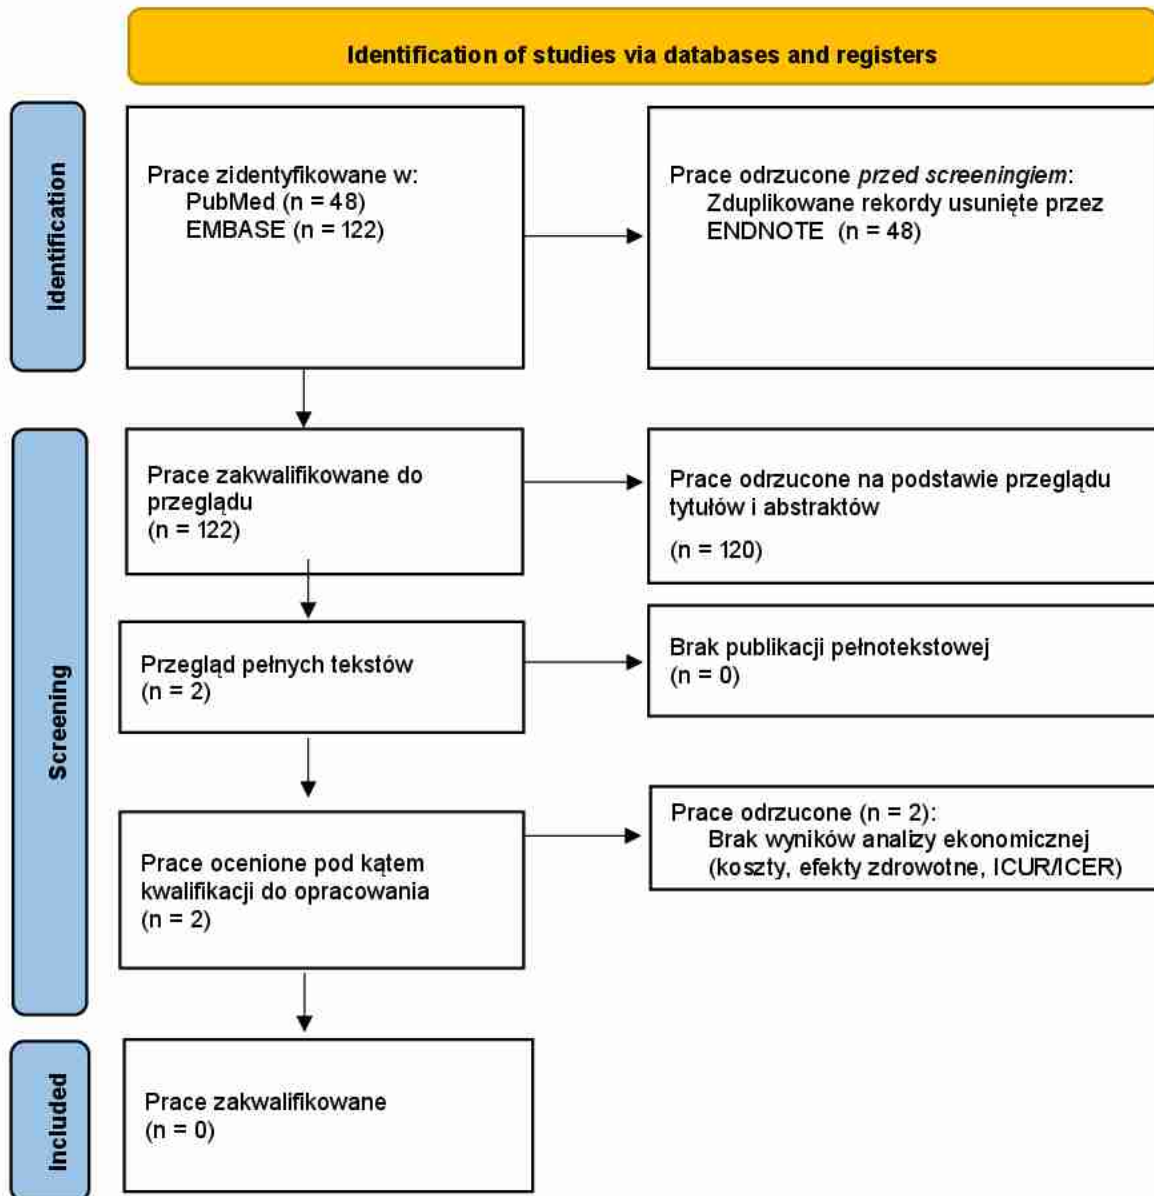 Identification of studies via databases and registers
Identification
Prace zidentyfikowane w:
PubMed (n = 48)
EMBASE (n = 122)
Prace odrzucone przed screeningiem:
Zduplikowane rekordy usunięte przez
ENDNOTE (n = 48)
Screening
Prace zakwalifikowane do
przeglądu
(n = 122)
Prace odrzucone na podstawie przeglądu
tytułów i abstraktów
(n = 120)
Przegląd pełnych tekstów
(n = 2)
Brak publikacji pełnotekstowej
(n = 0)
Prace ocenione pod kątem
kwalifikacji do opracowania
(n = 2)
Prace odrzucone (n = 2):
Brak wyników analizy ekonomicznej
(koszty, efekty zdrowotne, ICUR/ICER)
Included
Prace zakwalifikowane
(n = 0)